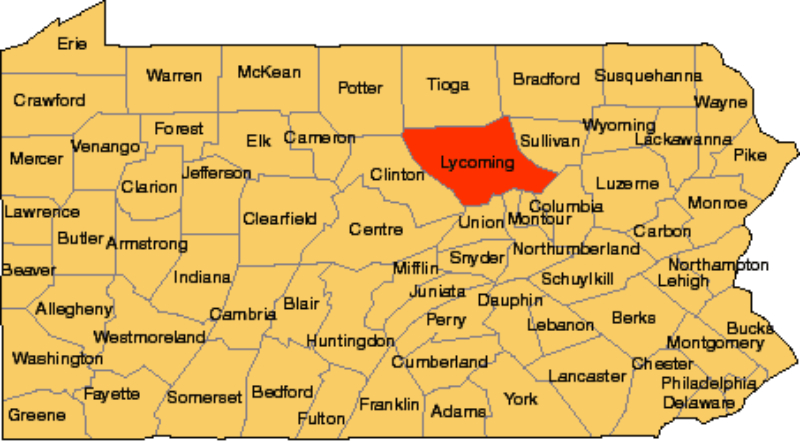 Erie
Warren
McKean
Potter
Tioga
Bradford
Susquehanna
Crawford
Wayne
Venango
Forest
Elk
Cameron
Sullivan
Wyoming
Lackawanna
Mercer
Pike
Clarion
Jefferson
Clinton
Lycoming
Luzerne
Lawrence
Clearfield
Centre
Union
Montour
Columbia
Monroe
Butler
Armstrong
Carbon
Northumberland
Beaver
Indiana
Mifflin
Snyder
Schuylkill
Northampton
Lehigh
Allegheny
Cambria
Blair
Juniata
Dauphin
Westmoreland
Huntingdon
Perry
Lebanon
Berks
Bucks
Montgomery
Washington
Cumberland
Chester
Lancaster
Philadelphia
Delaware
Greene
Fayette
Somerset
Bedford
Fulton
Franklin
Adams
York